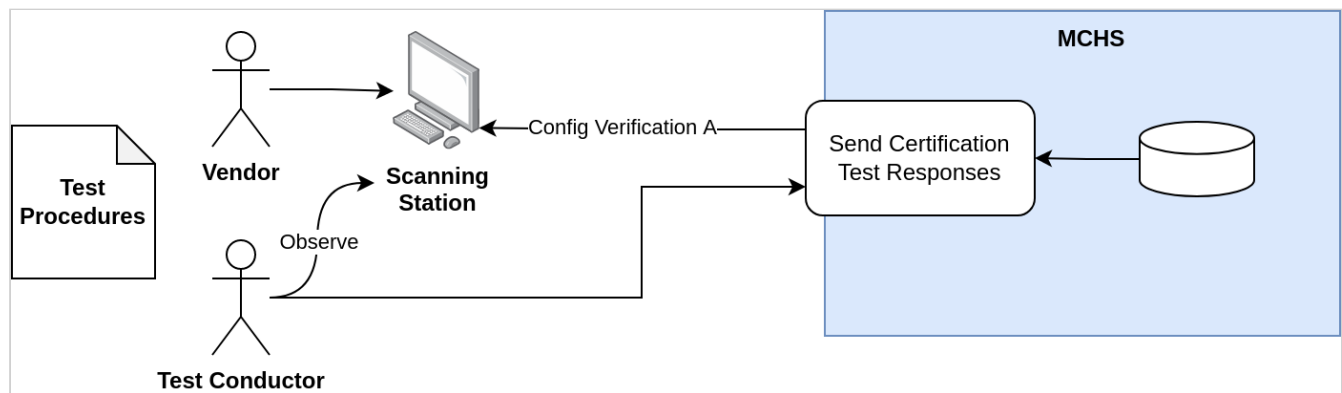 MCHS
Config Verification A
Send Certification
Test Responses
Vendor
Scanning
Station
Test
Procedures
Observe
Test Conductor